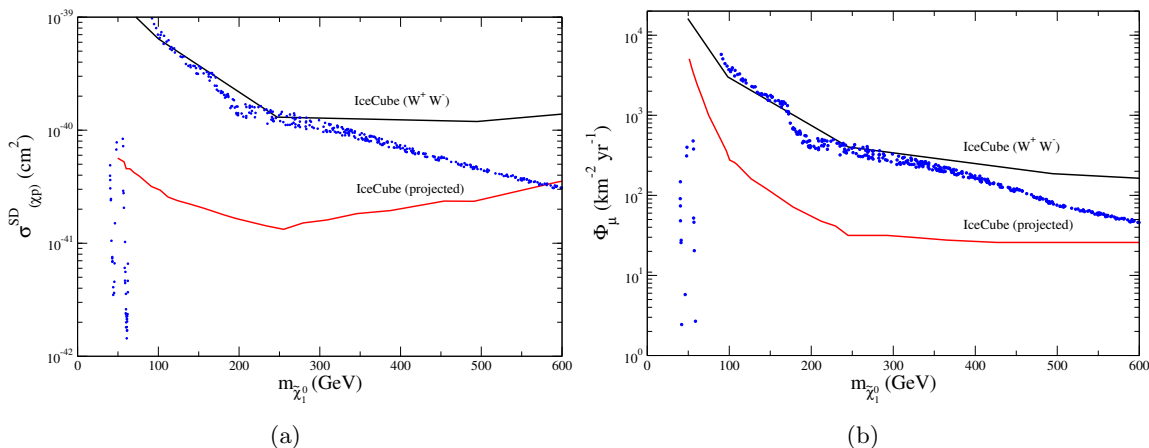 10^-39
10^-40
10^-41
10^-42
σ^SD_(χp) (cm^2)
IceCube (W^+ W^-)
IceCube (projected)
0 100 200 300 400 500 600
m_χ̃₁⁰ (GeV)
(a)
10^4
10^3
10^2
10^1
10^0
Φ_μ (km^-2 yr^-1)
IceCube (W^+ W^-)
IceCube (projected)
0 100 200 300 400 500 600
m_χ̃₁⁰ (GeV)
(b)